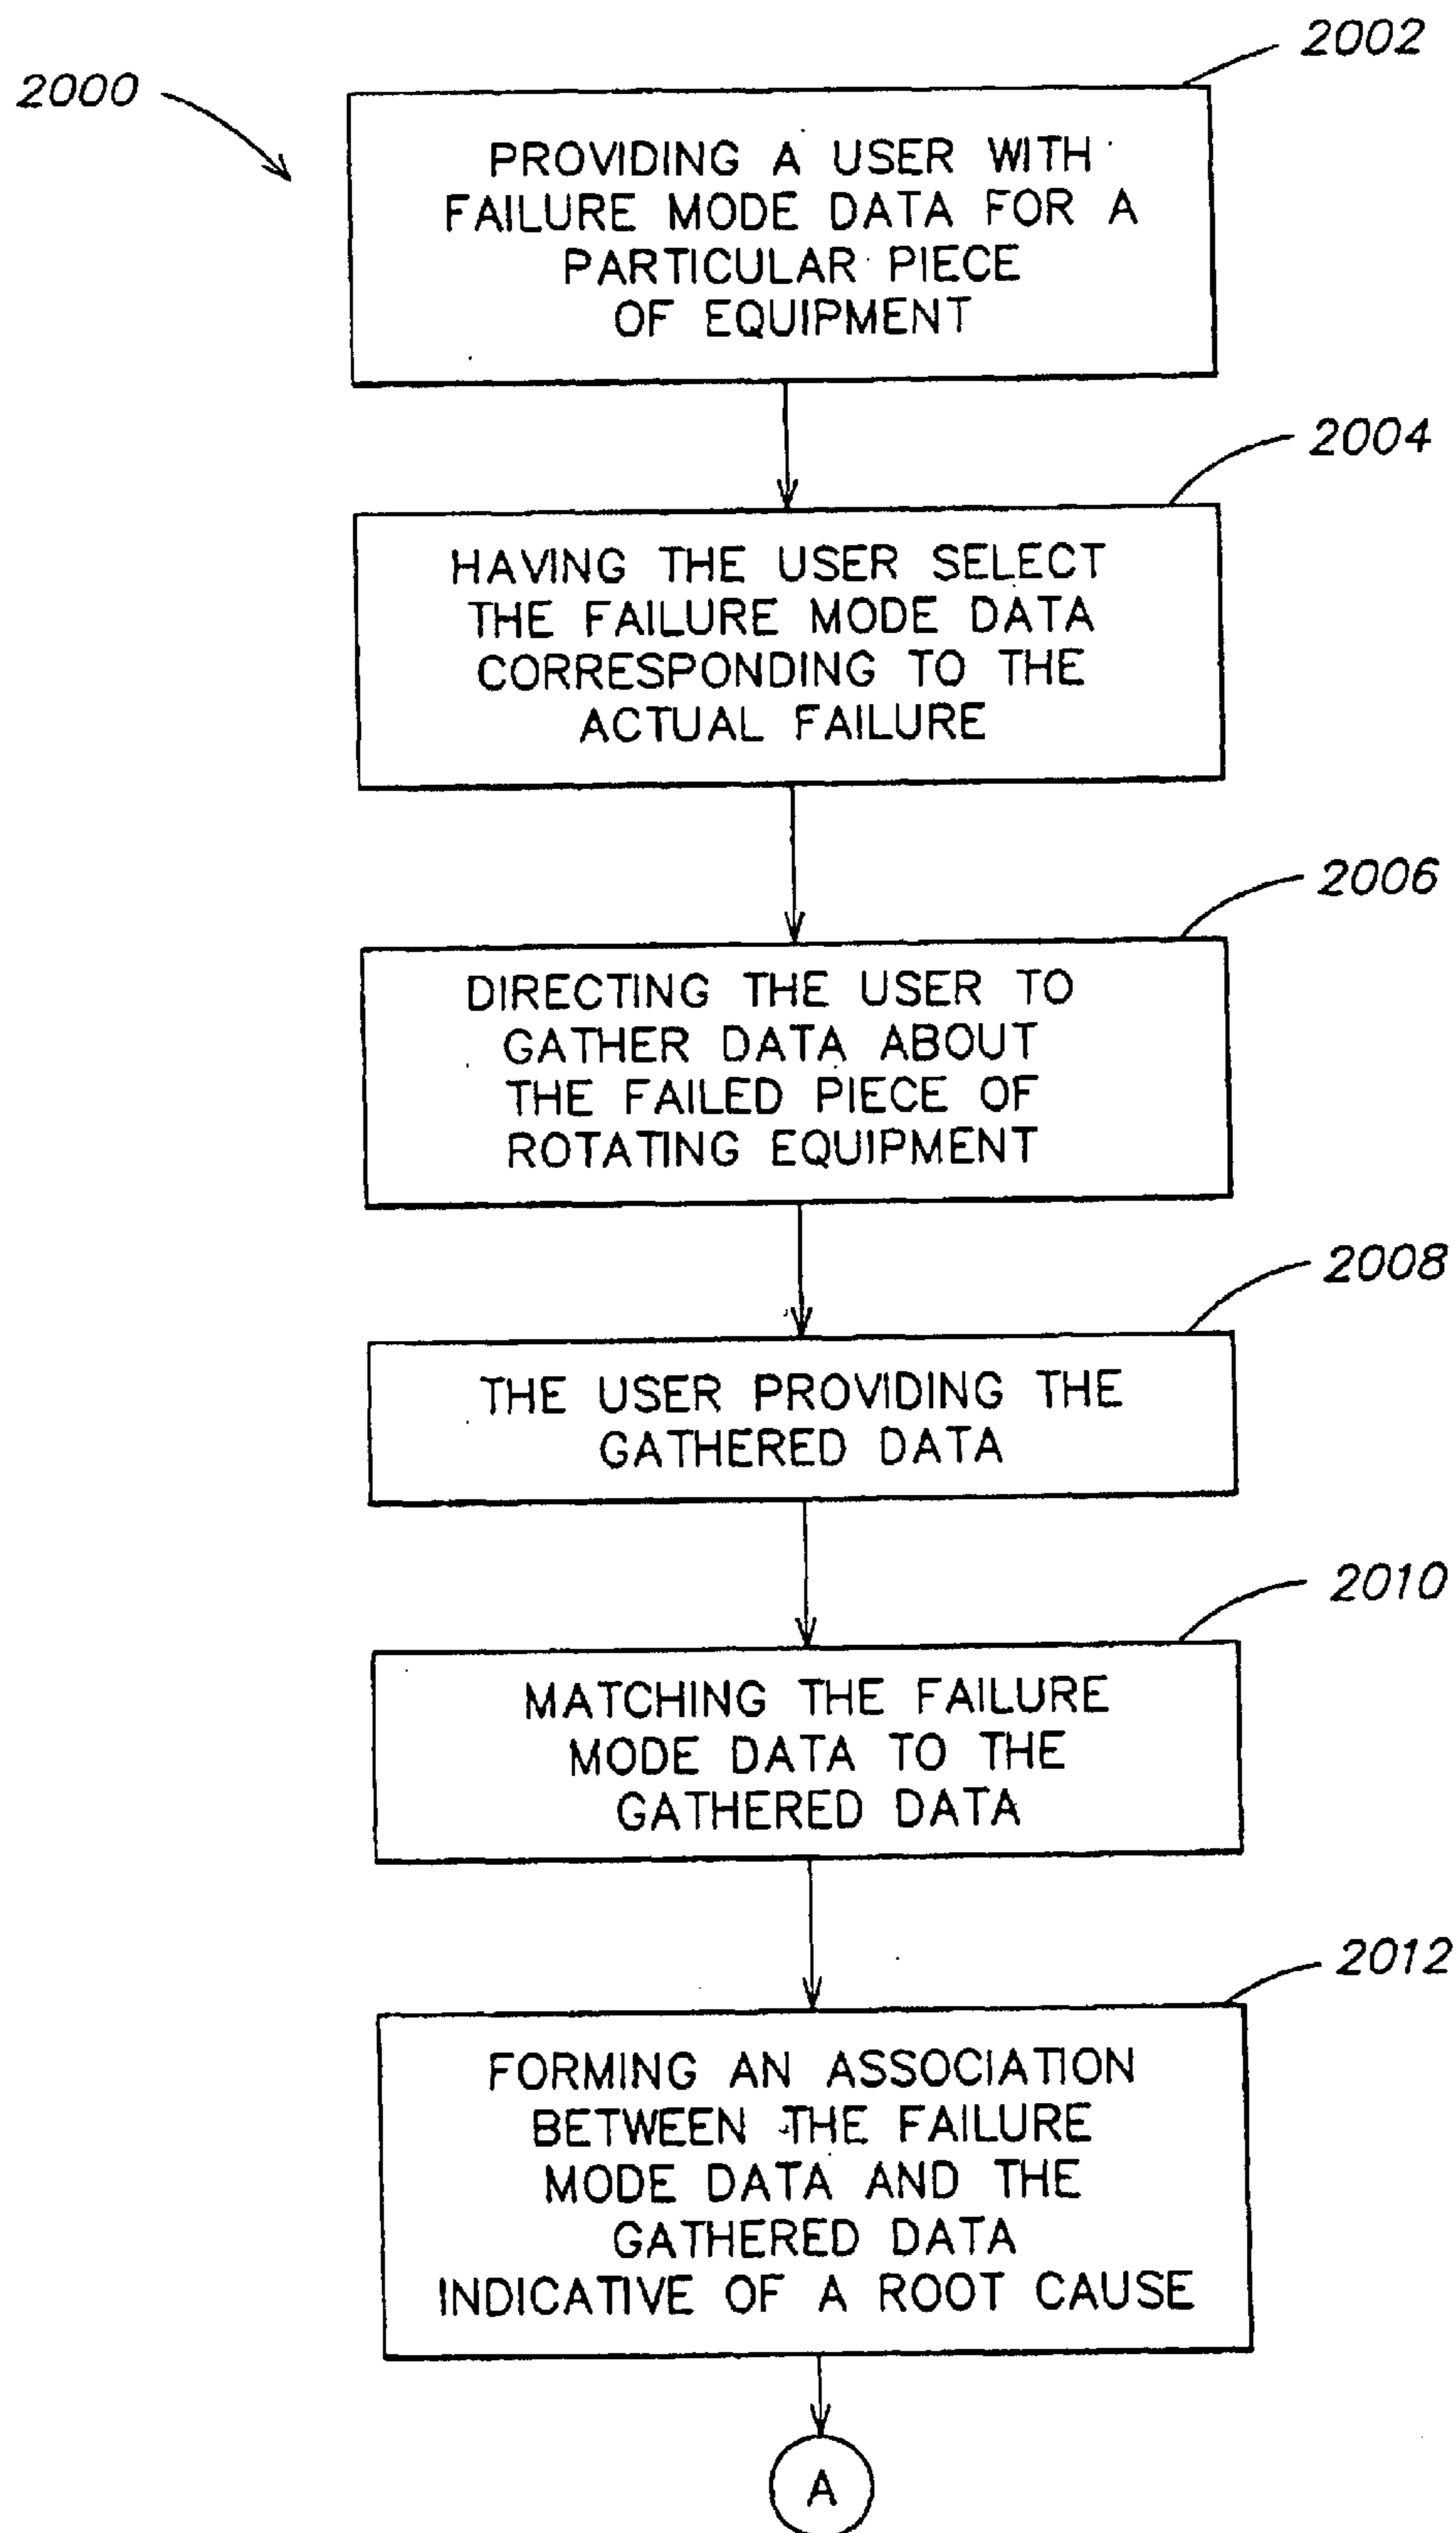 2000
2002
PROVIDING A USER WITH
FAILURE MODE DATA FOR A
PARTICULAR PIECE
OF EQUIPMENT
2004
HAVING THE USER SELECT
THE FAILURE MODE DATA
CORRESPONDING TO THE
ACTUAL FAILURE
2006
DIRECTING THE USER TO
GATHER DATA ABOUT
THE FAILED PIECE OF
ROTATING EQUIPMENT
2008
THE USER PROVIDING THE
GATHERED DATA
2010
MATCHING THE FAILURE
MODE DATA TO THE
GATHERED DATA
2012
FORMING AN ASSOCIATION
BETWEEN THE FAILURE
MODE DATA AND THE
GATHERED DATA
INDICATIVE OF A ROOT CAUSE
A